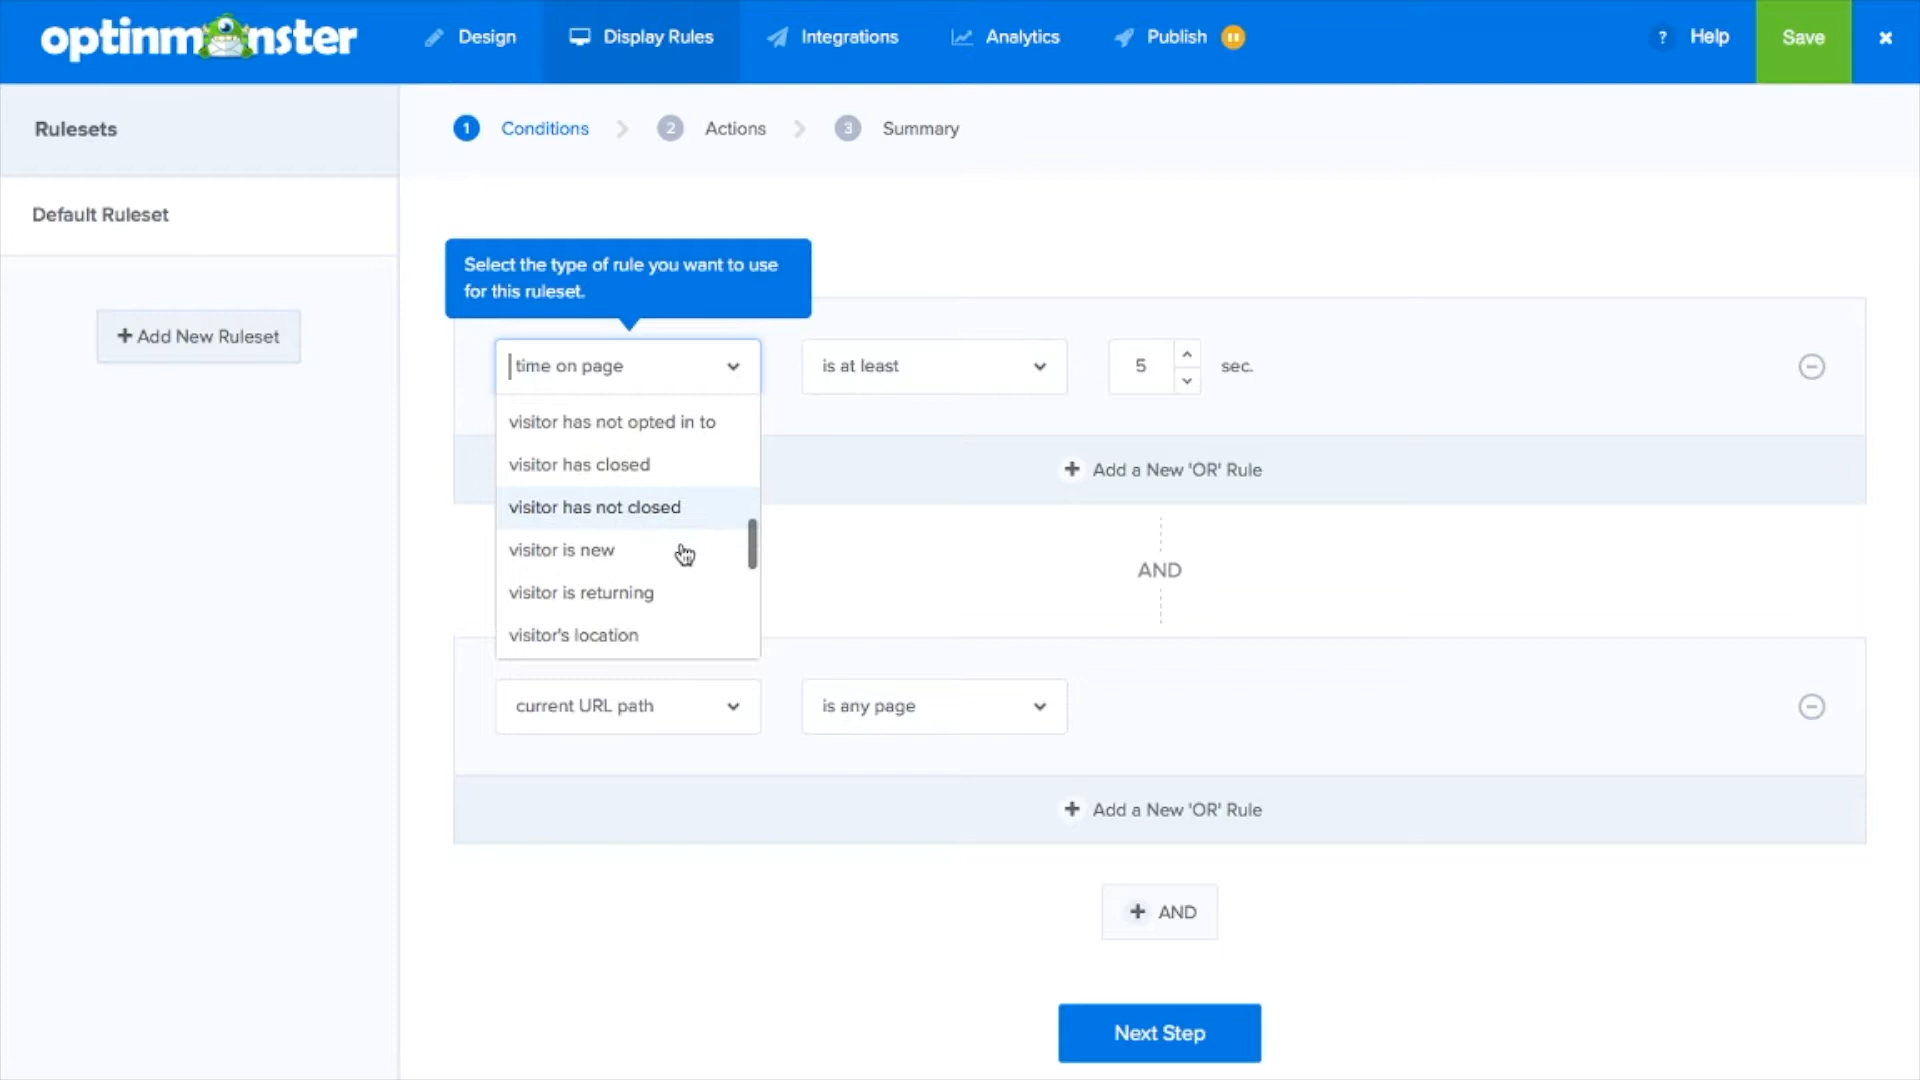 optinmonster
Design
Display Rules
Integrations
Analytics
Publish
? Help
Save
×
Rulesets
1 Conditions
2 Actions
3 Summary
Default Ruleset
+ Add New Ruleset
Select the type of rule you want to use
for this ruleset.
time on page
is at least
5
sec.
visitor has not opted in to
visitor has closed
visitor has not closed
visitor is new
visitor is returning
visitor's location
+ Add a New 'OR' Rule
AND
current URL path
is any page
+ Add a New 'OR' Rule
+ AND
Next Step